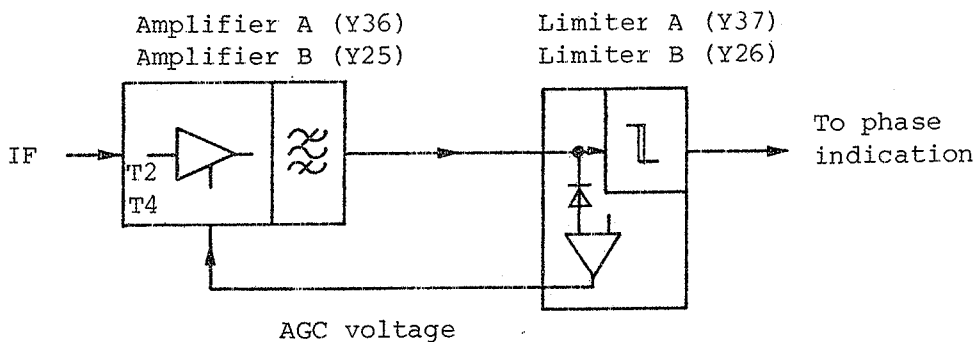 Amplifier A (Y36)
Amplifier B (Y25)
Limiter A (Y37)
Limiter B (Y26)
IF
T2
T4
To phase
indication
AGC voltage